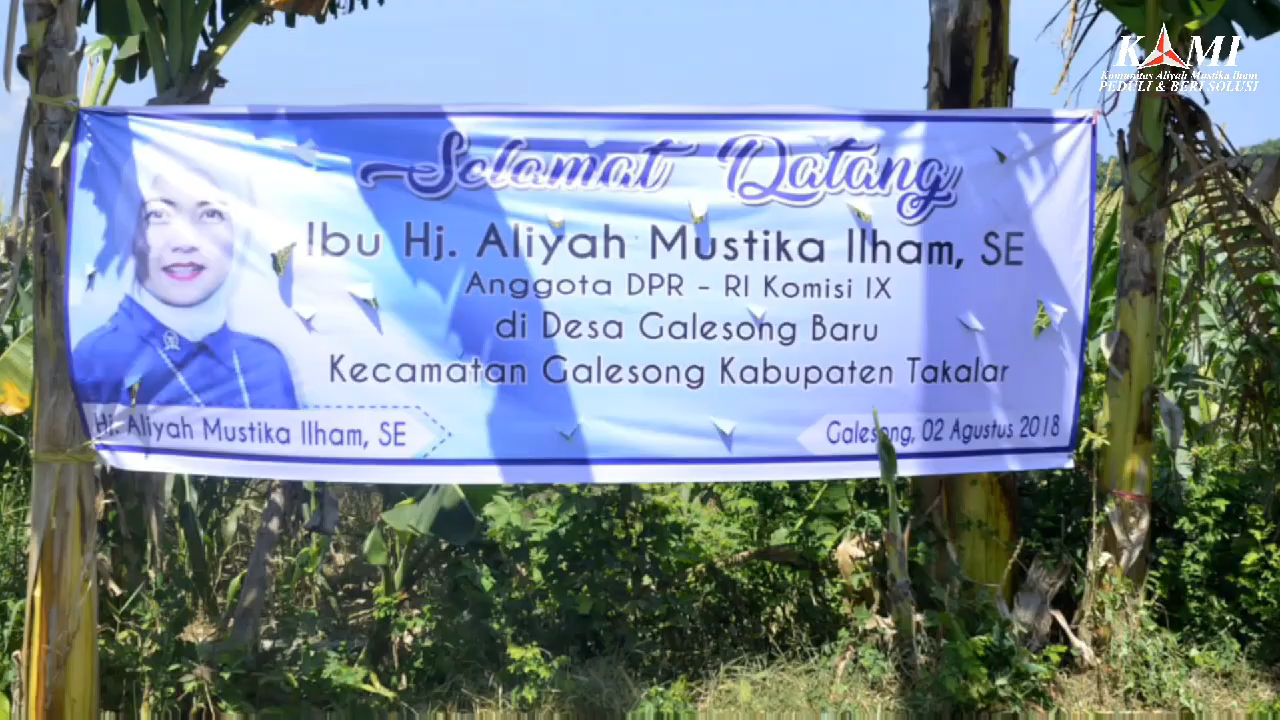 KAMI
Komunitas Aliyah Mustika Ilham
PEDULI & BERI SOLUSI
Selamat Datang
Ibu Hj. Aliyah Mustika Ilham, SE
Anggota DPR - RI Komisi IX
di Desa Galesong Baru
Kecamatan Galesong Kabupaten Takalar
Hj. Aliyah Mustika Ilham, SE
Galesong, 02 Agustus 2018